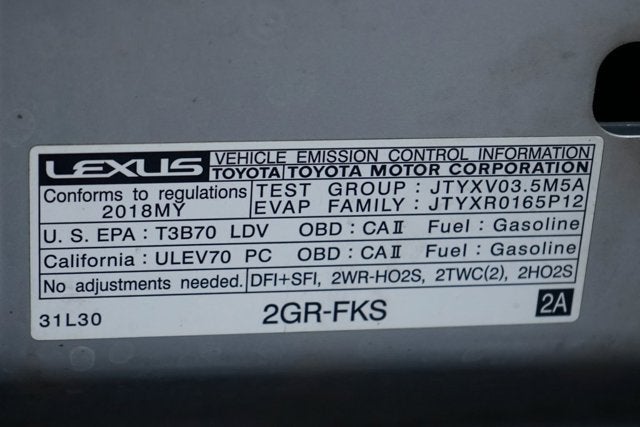 LEXUS VEHICLE EMISSION CONTROL INFORMATION
TOYOTA TOYOTA MOTOR CORPORATION
Conforms to regulations TEST GROUP : JTYXV03.5M5A
2018MY EVAP FAMILY : JTYXR0165P12
U. S. EPA : T3B70 LDV OBD : CAⅡ Fuel : Gasoline
California : ULEV70 PC OBD : CAⅡ Fuel : Gasoline
No adjustments needed. DFI+SFI, 2WR-HO2S, 2TWC(2), 2HO2S
31L30 2GR-FKS 2A